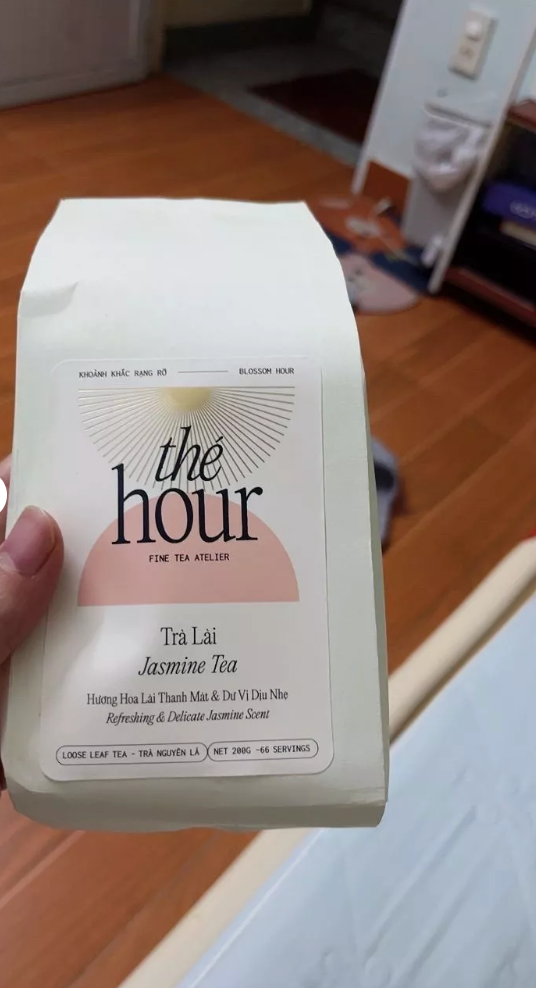 KHOẢNH KHẮC RẠNG RỠ
BLOSSOM HOUR
thé
hour
FINE TEA ATELIER
Trà Lài
Jasmine Tea
Hương Hoa Lài Thanh Mát & Dư Vị Dịu Nhẹ
Refreshing & Delicate Jasmine Scent
LOOSE LEAF TEA - TRÀ NGUYÊN LÁ
NET 200G -66 SERVINGS